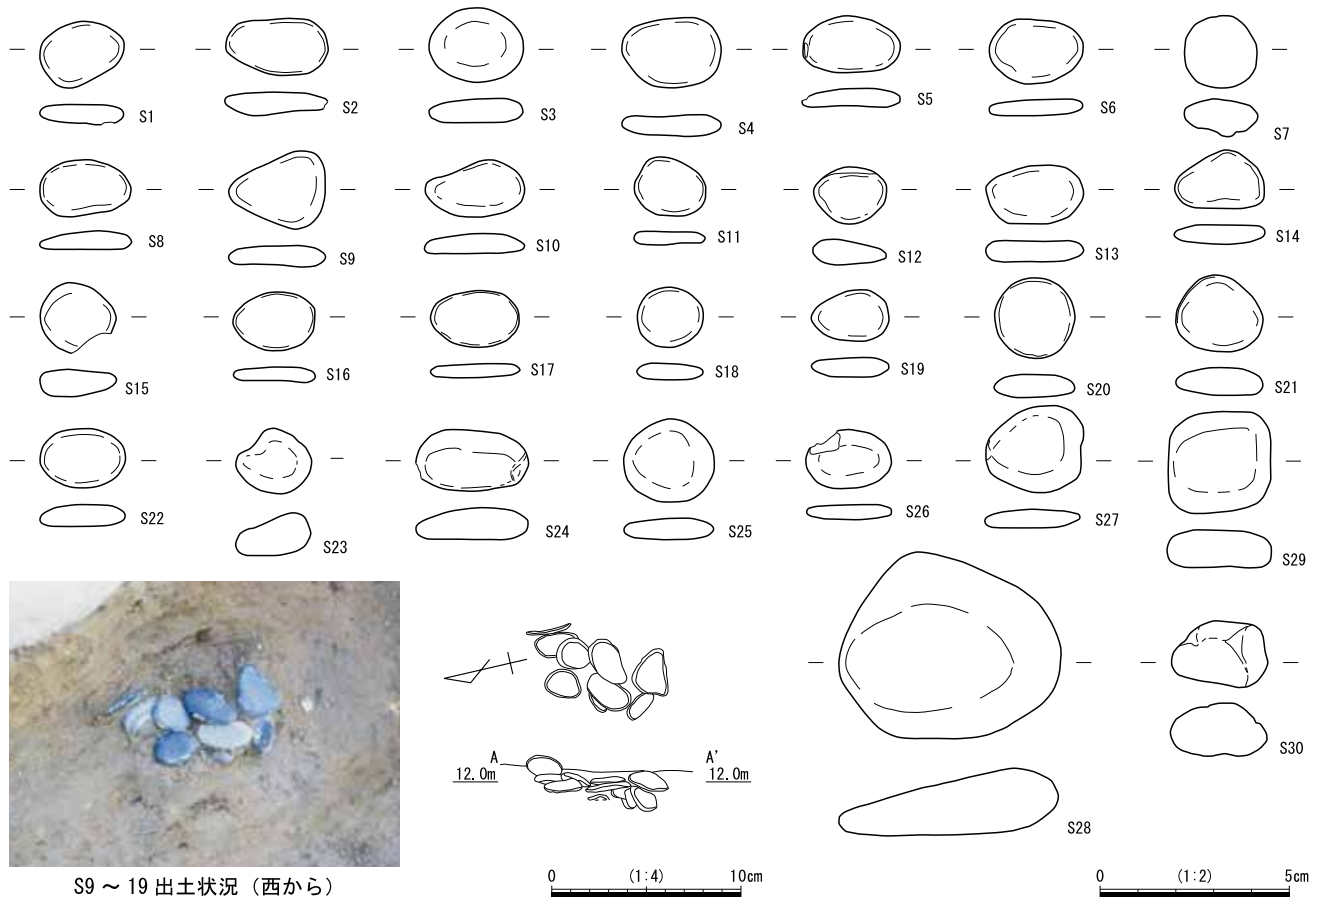 S1
S2
S3
S4
S5
S6
S7
S8
S9
S10
S11
S12
S13
S14
S15
S16
S17
S18
S19
S20
S21
S22
S23
S24
S25
S26
S27
S29
S28
S30
A A'
12.0m 12.0m
S9 ～ 19 出土状況（西から）
0 (1:4) 10cm
0 (1:2) 5cm